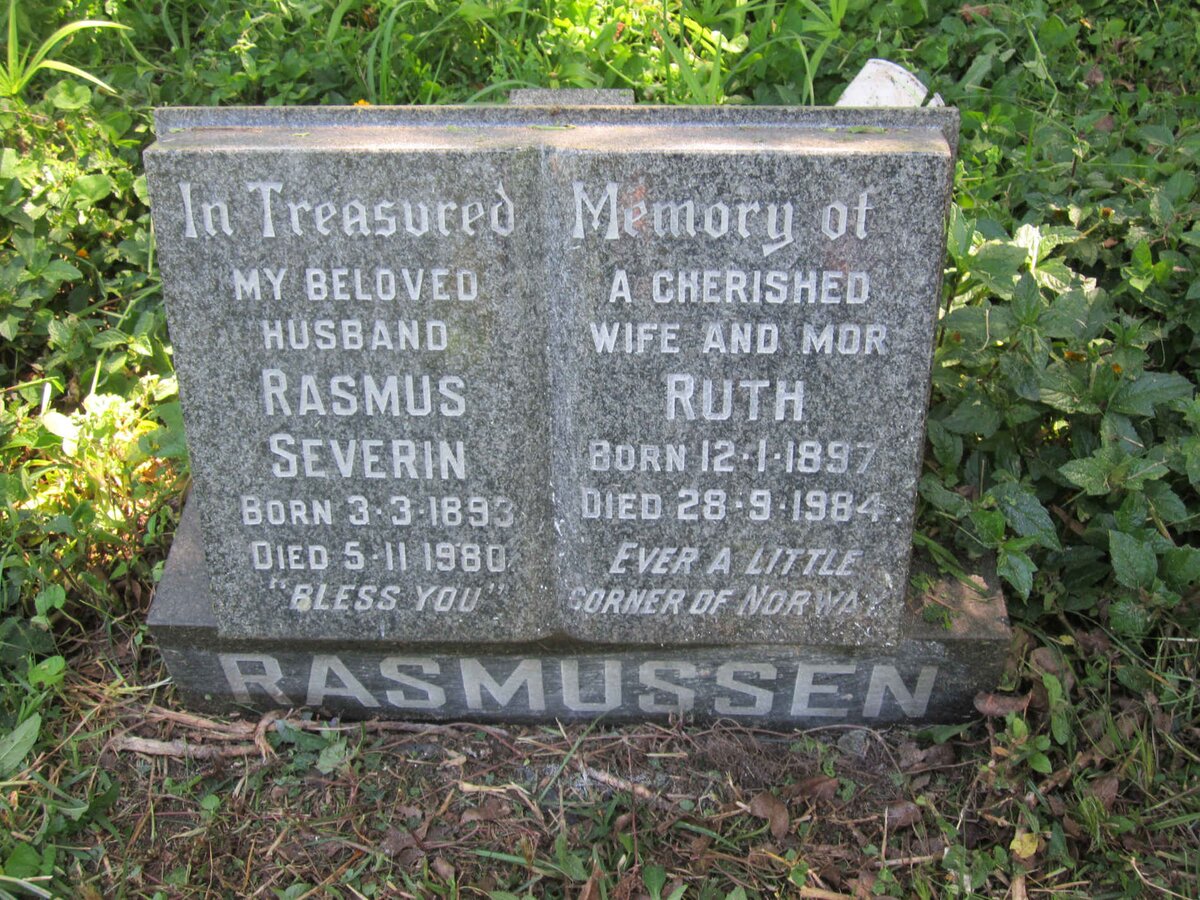 In Treasured Memory of
MY BELOVED
HUSBAND
RASMUS
SEVERIN
BORN 3·3·1893
DIED 5·11 1980
"BLESS YOU"
A CHERISHED
WIFE AND MOR
RUTH
BORN 12·1·1897
DIED 28·9·1984
EVER A LITTLE
CORNER OF NORWAY
RASMUSSEN